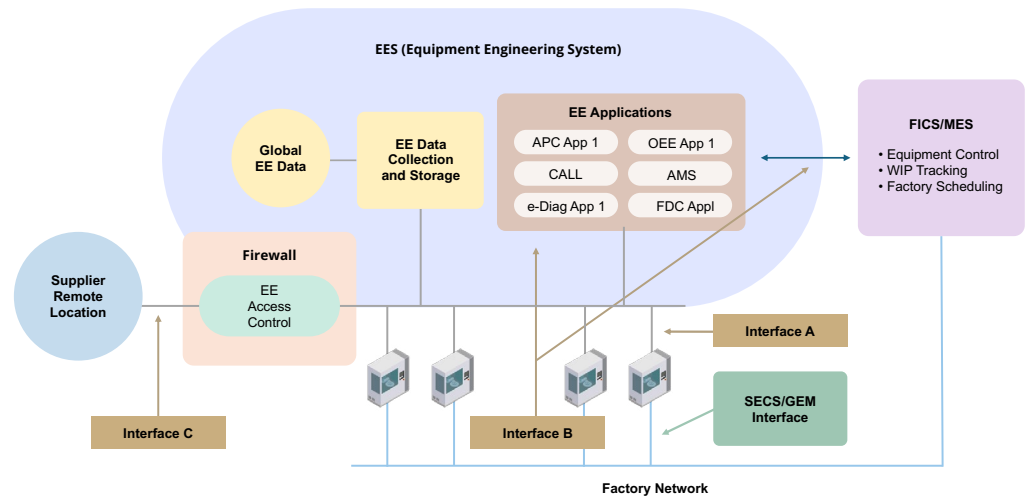 EES (Equipment Engineering System)
Global
EE Data
EE Data
Collection
and Storage
EE Applications
APC App 1
OEE App 1
CALL
AMS
e-Diag App 1
FDC Appl
FICS/MES
• Equipment Control
• WIP Tracking
• Factory Scheduling
Firewall
EE
Access
Control
Supplier
Remote
Location
Interface A
SECS/GEM
Interface
Interface C
Interface B
Factory Network